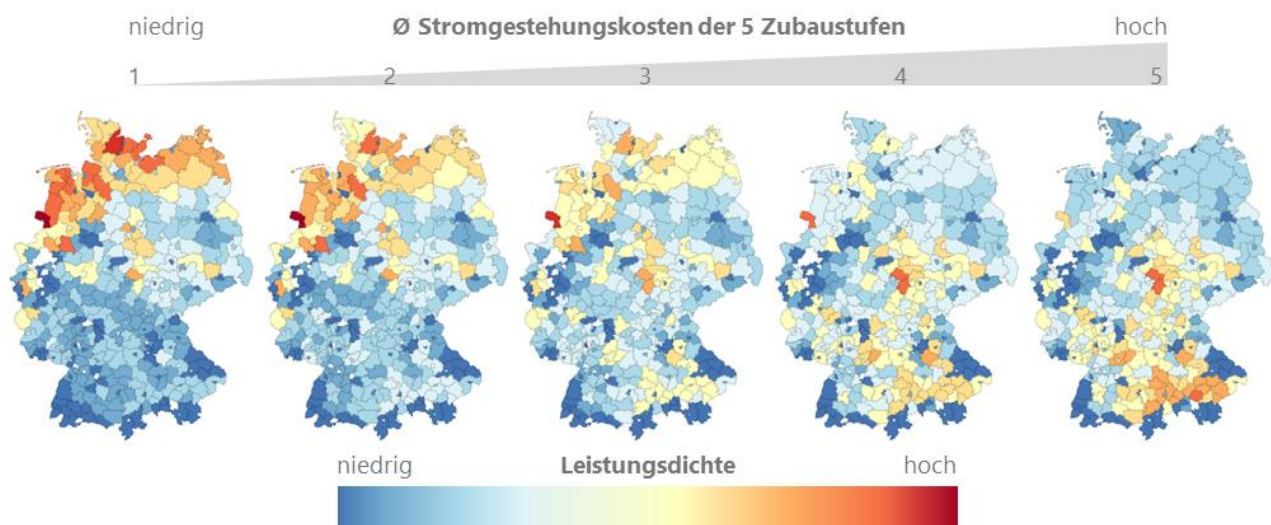 niedrig Ø Stromgestehungskosten der 5 Zubaustufen hoch
1 2 3 4 5
niedrig Leistungsdichte hoch